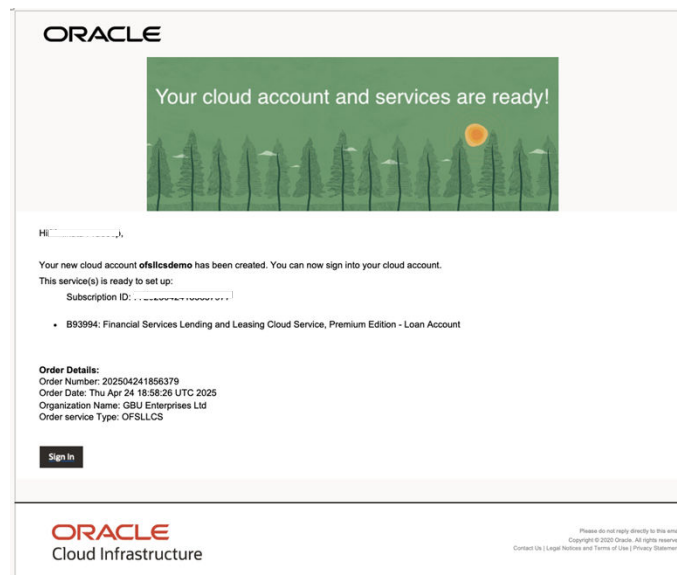 ORACLE
Your cloud account and services are ready!
Hi
Your new cloud account ofsllcsdemo has been created. You can now sign into your cloud account.
This service(s) is ready to set up:
Subscription ID:
• B93994: Financial Services Lending and Leasing Cloud Service, Premium Edition - Loan Account
Order Details:
Order Number: 202504241856379
Order Date: Thu Apr 24 18:58:26 UTC 2025
Organization Name: GBU Enterprises Ltd
Order service Type: OFSLLCS
Sign In
ORACLE
Cloud Infrastructure
Please do not reply directly to this
Copyright © 2020 Oracle. All rights
Contact Us | Legal Notices and Terms of Use | Privacy